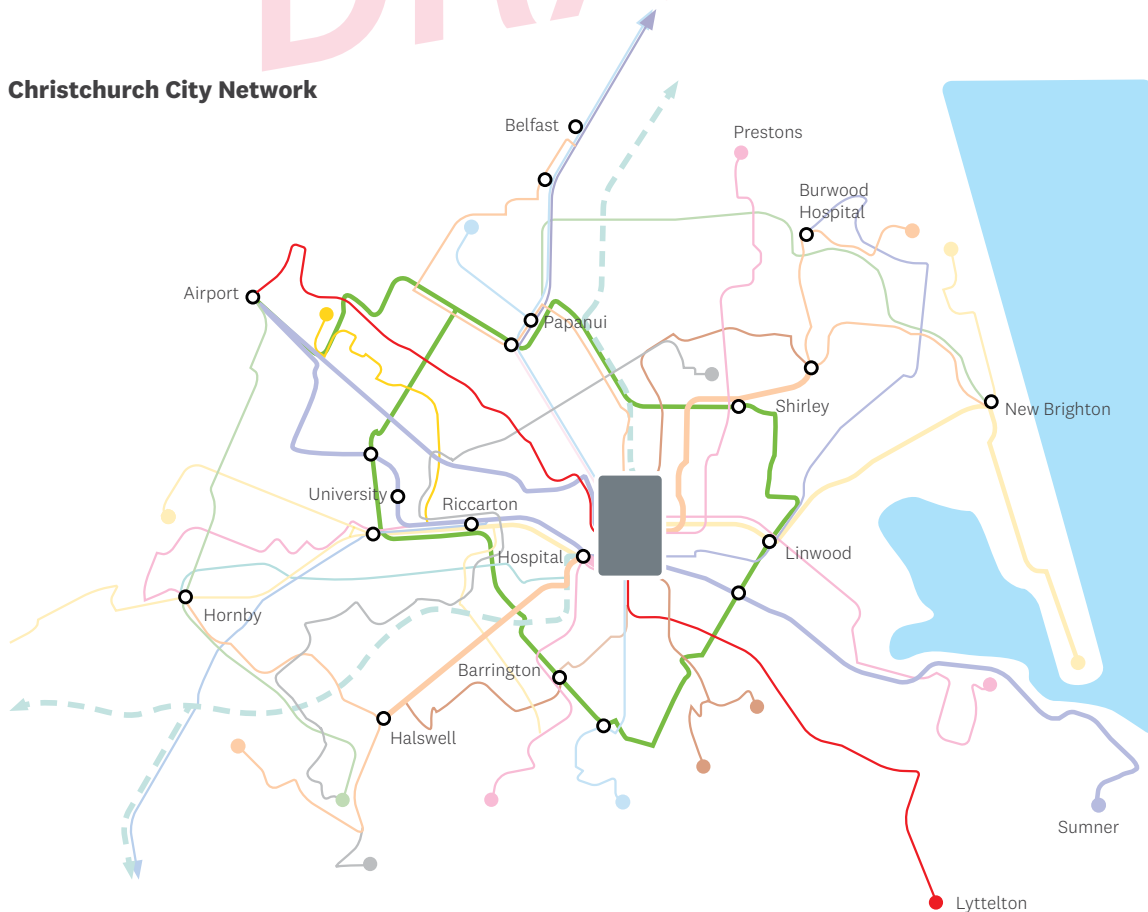 Christchurch City Network
Belfast
Prestons
Burwood
Hospital
Airport
Papanui
Shirley
New Brighton
University
Riccarton
Hospital
Linwood
Hornby
Barrington
Halswell
Sumner
Lyttelton